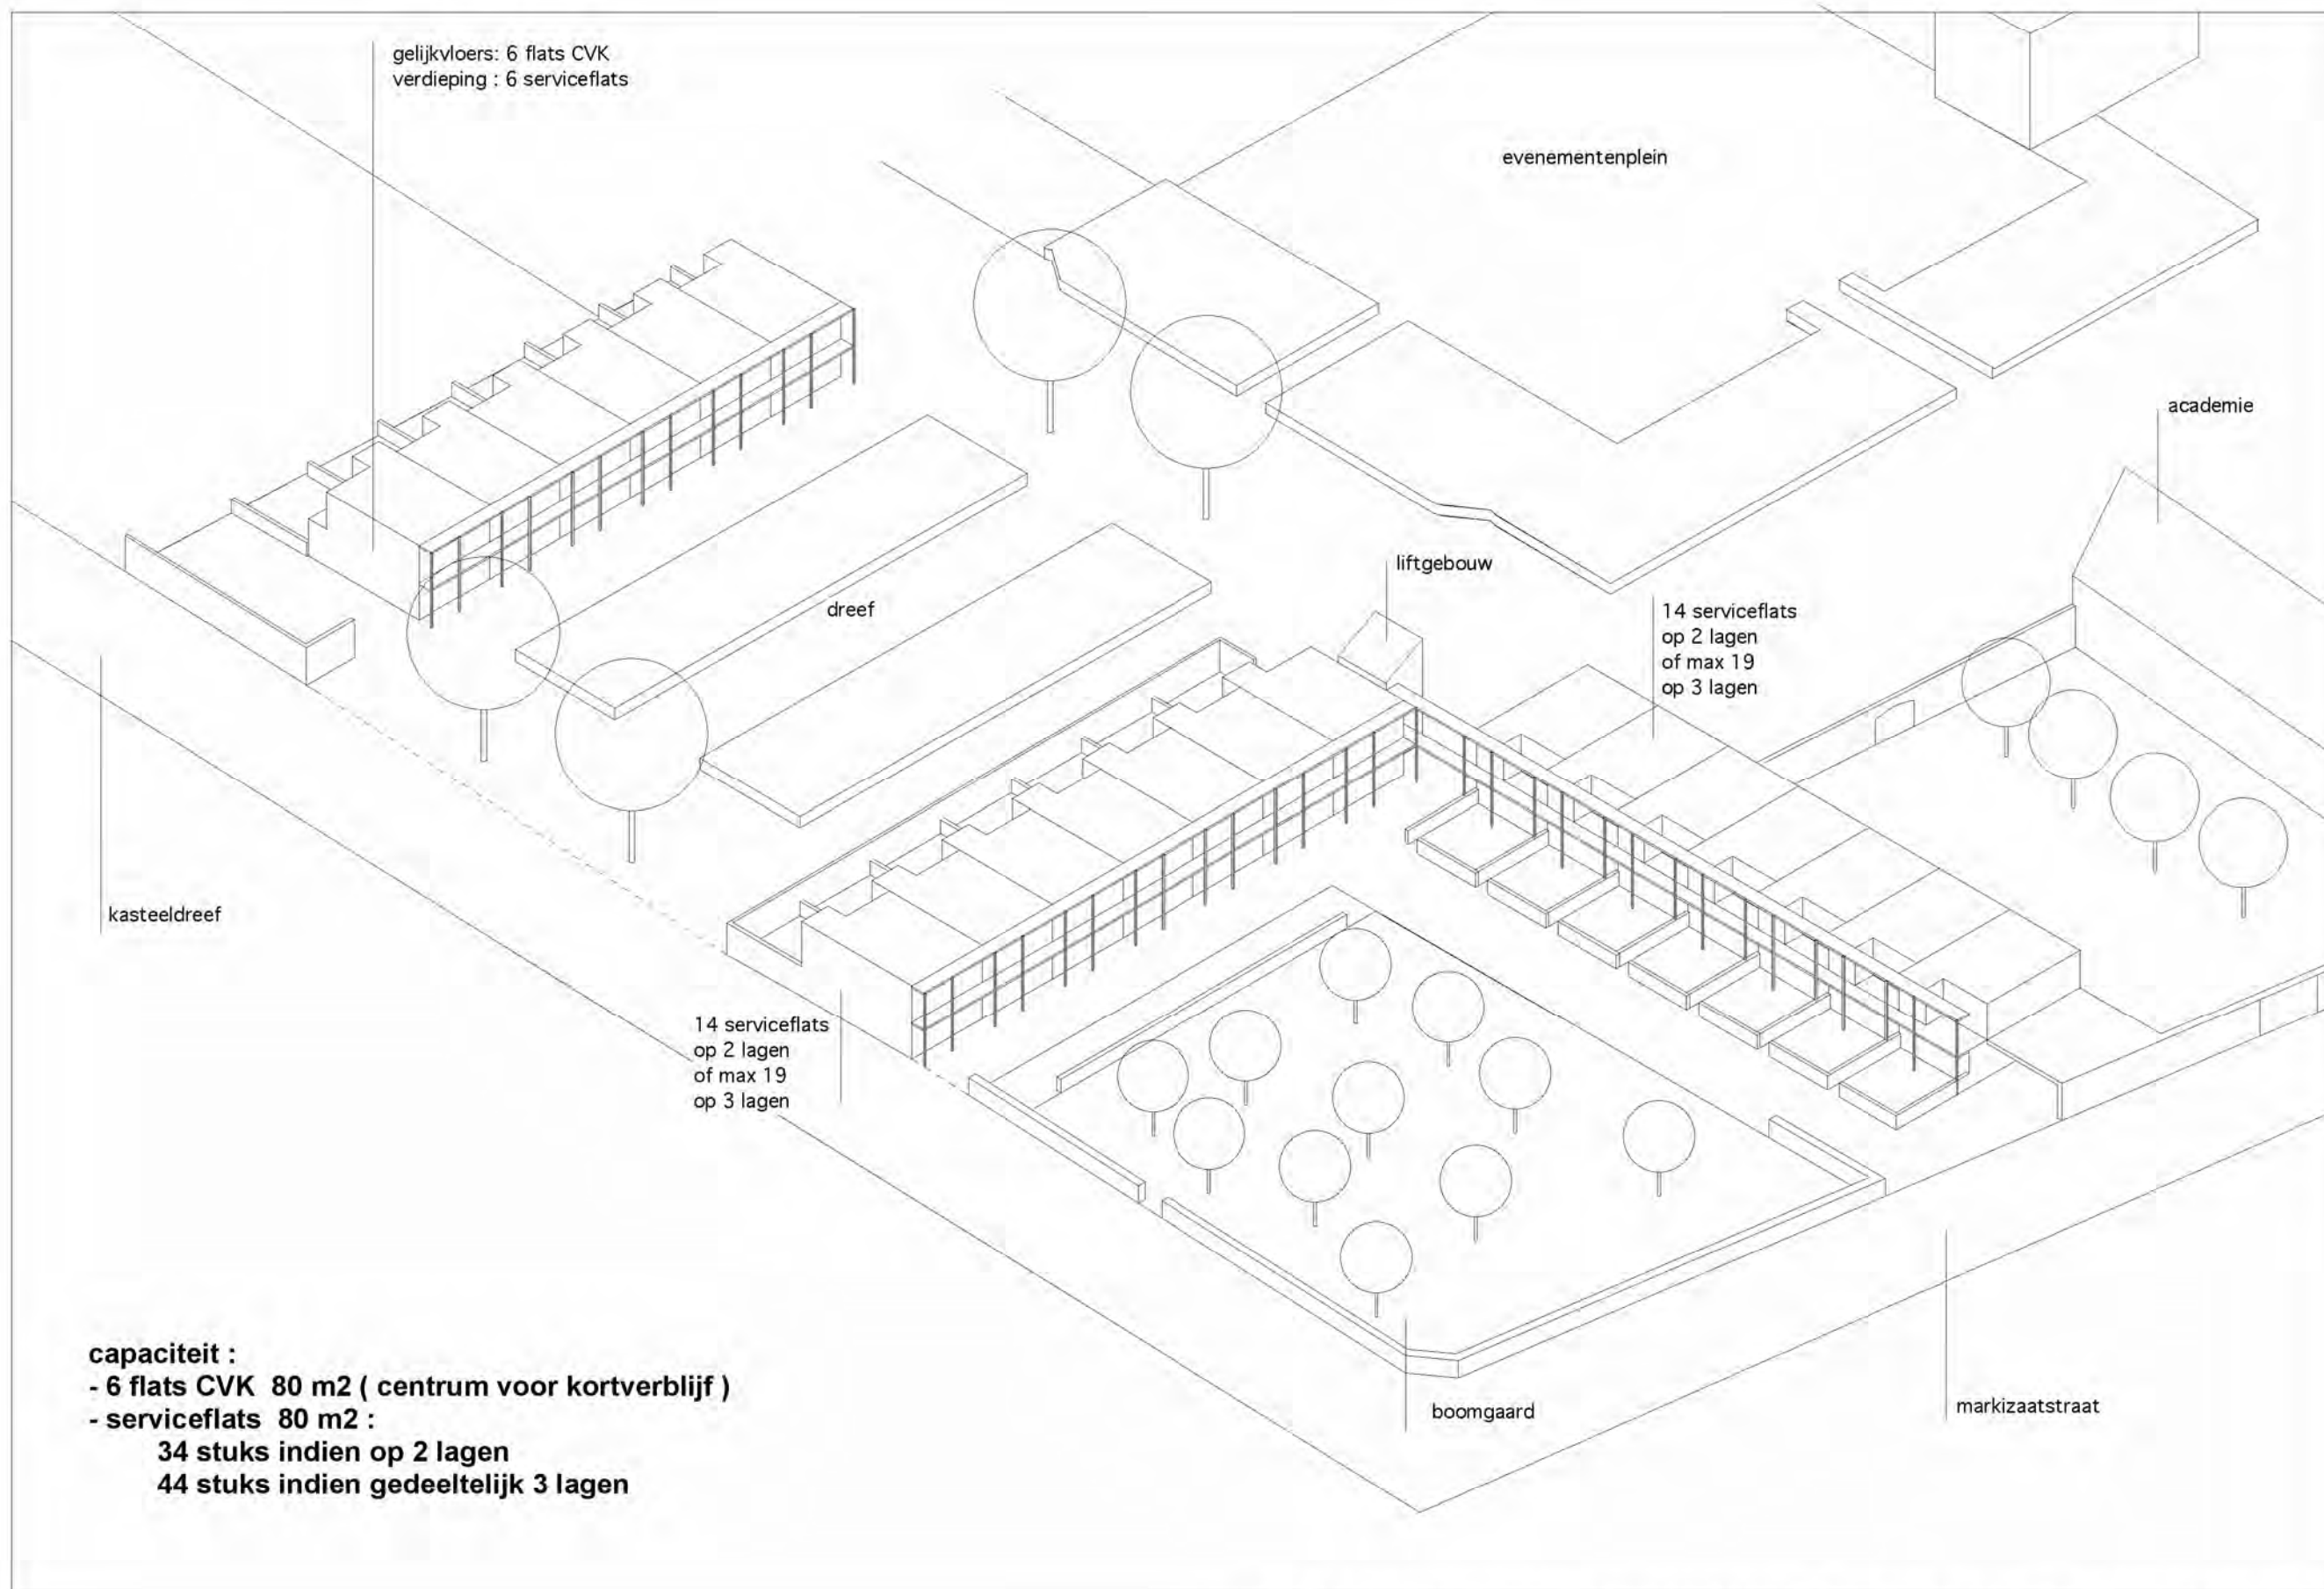 gelijkvloers: 6 flats CVK
verdieping : 6 serviceflats
evenementenplein
academie
liftgebouw
dreef
14 serviceflats
op 2 lagen
of max 19
op 3 lagen
kasteeldreef
14 serviceflats
op 2 lagen
of max 19
op 3 lagen
capaciteit :
- 6 flats CVK 80 m2 ( centrum voor kortverblijf )
- serviceflats 80 m2 :
34 stuks indien op 2 lagen
44 stuks indien gedeeltelijk 3 lagen
boomgaard
markizaatstraat